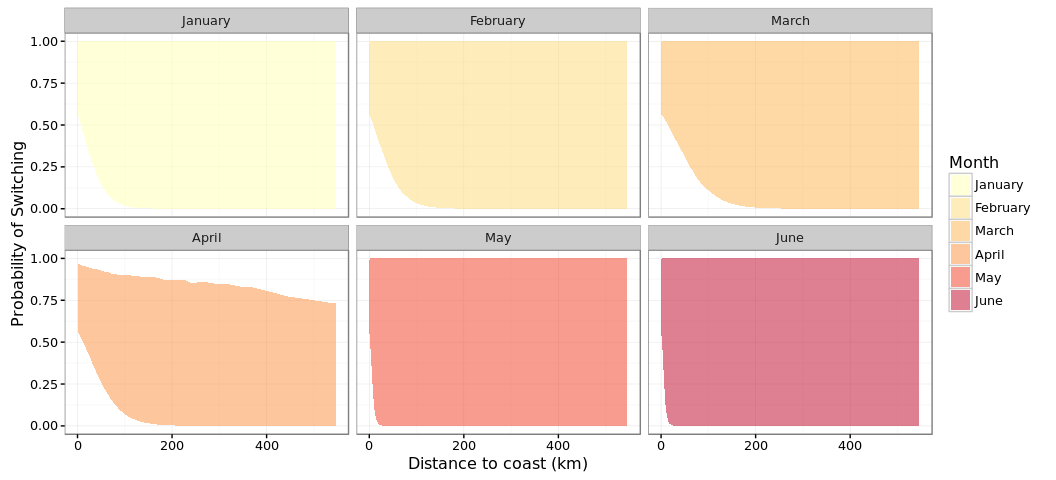 January
February
March
1.00
0.75
0.50
0.25
0.00
April
May
June
1.00
0.75
0.50
0.25
0.00
0
200
400
0
200
400
0
200
400
Distance to coast (km)
Probability of Switching
Month
January
February
March
April
May
June